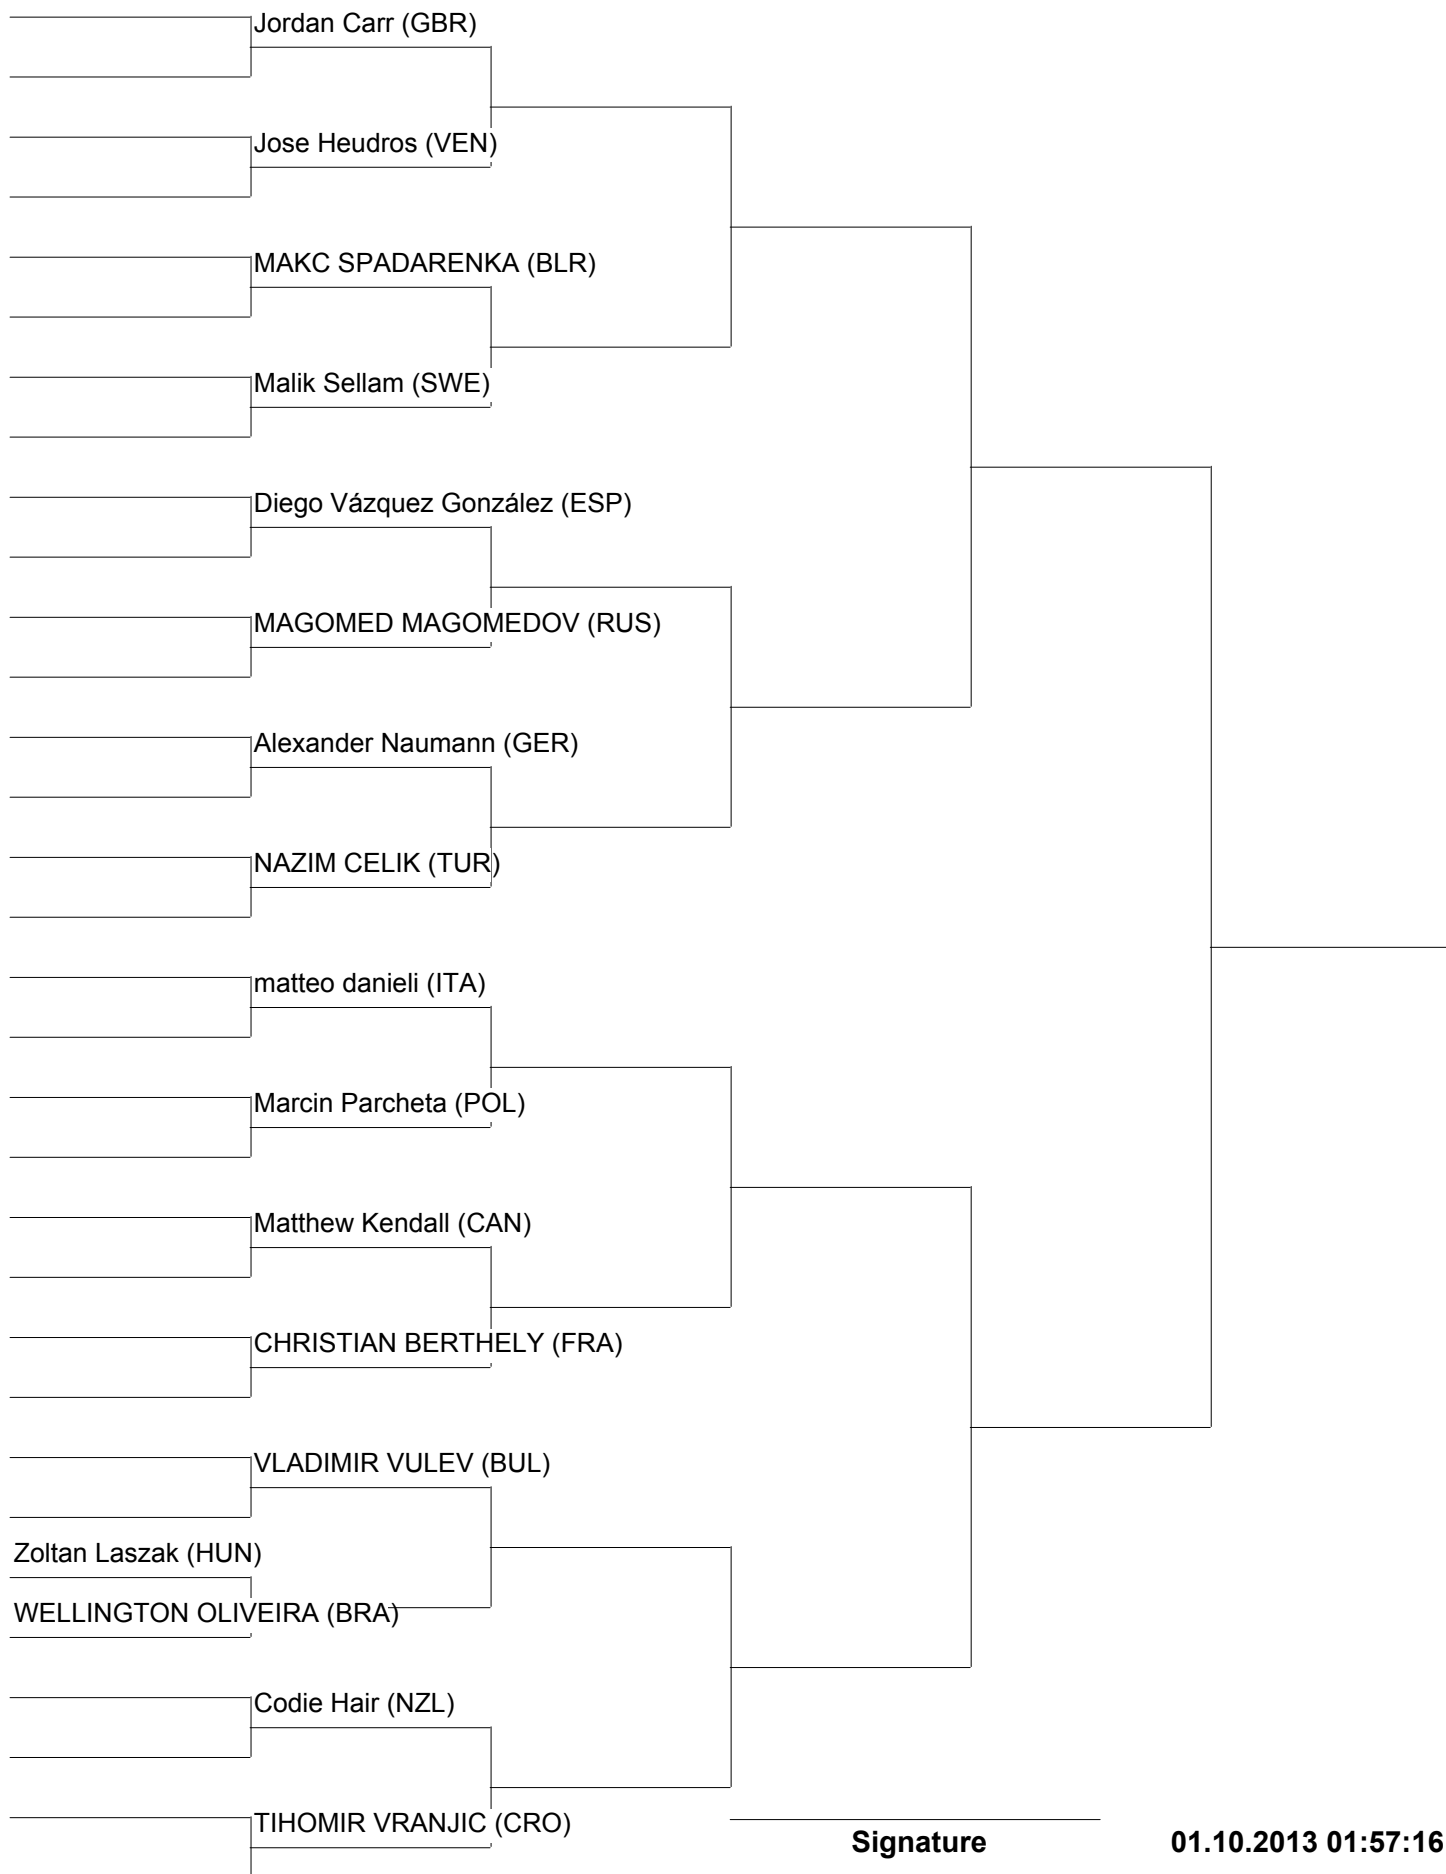 Jordan Carr (GBR)
Jose Heudros (VEN)
MAKC SPADARENKA (BLR)
Malik Sellam (SWE)
Diego Vázquez González (ESP)
MAGOMED MAGOMEDOV (RUS)
Alexander Naumann (GER)
NAZIM CELIK (TUR)
matteo danieli (ITA)
Marcin Parcheta (POL)
Matthew Kendall (CAN)
CHRISTIAN BERTHELY (FRA)
VLADIMIR VULEV (BUL)
Zoltan Laszak (HUN)
WELLINGTON OLIVEIRA (BRA)
Codie Hair (NZL)
TIHOMIR VRANJIC (CRO)
Signature 01.10.2013 01:57:16